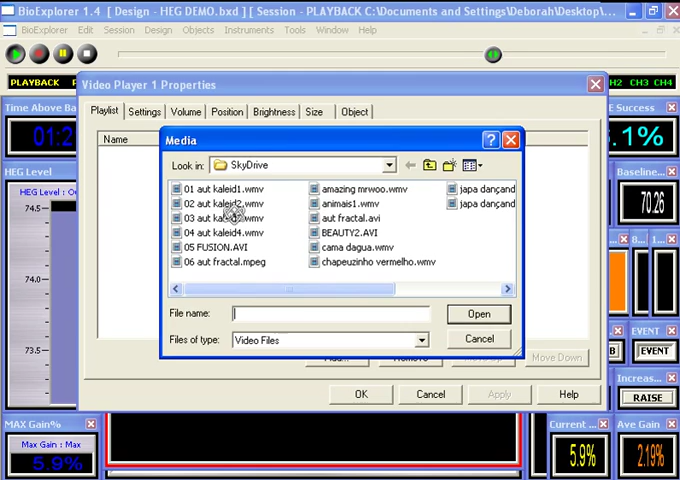 BioExplorer 1.4 [ Design - HEG DEMO.bxd ] [ Session - PLAYBACK C:\Documents and Settings\Deborah\Desktop\...
BioExplorer Edit Session Design Objects Instruments Tools Window Help
PLAYBACK
CH3 CH4
Video Player 1 Properties
Playlist Settings Volume Position Brightness Size Object
Name
Time Above Ba
01:2
E Success
.1%
HEG Level
HEG Level : Ou
74.5
74.0
73.5
Baseline...
70.26
Media
Look in: SkyDrive
01 aut kaleid1.wmv amazing mrwoo.wmv japa dançand
02 aut kaleid2.wmv animais1.wmv japa dançand
03 aut fractal.avi
04 aut kaleid4.wmv BEAUTY2.AVI
05 FUSION.AVI cama dagua.wmv
06 aut fractal.mpeg chapeuzinho vermelho.wmv
File name: Open
Files of type: Video Files Cancel
Add... Remove Move Up Move Down
OK Cancel Apply Help
8... 1...
EVENT
B EVENT
Increas...
RAISE
MAX Gain%
Max Gain : Max
5.9%
Current ... Ave Gain
5.9% 2.19%